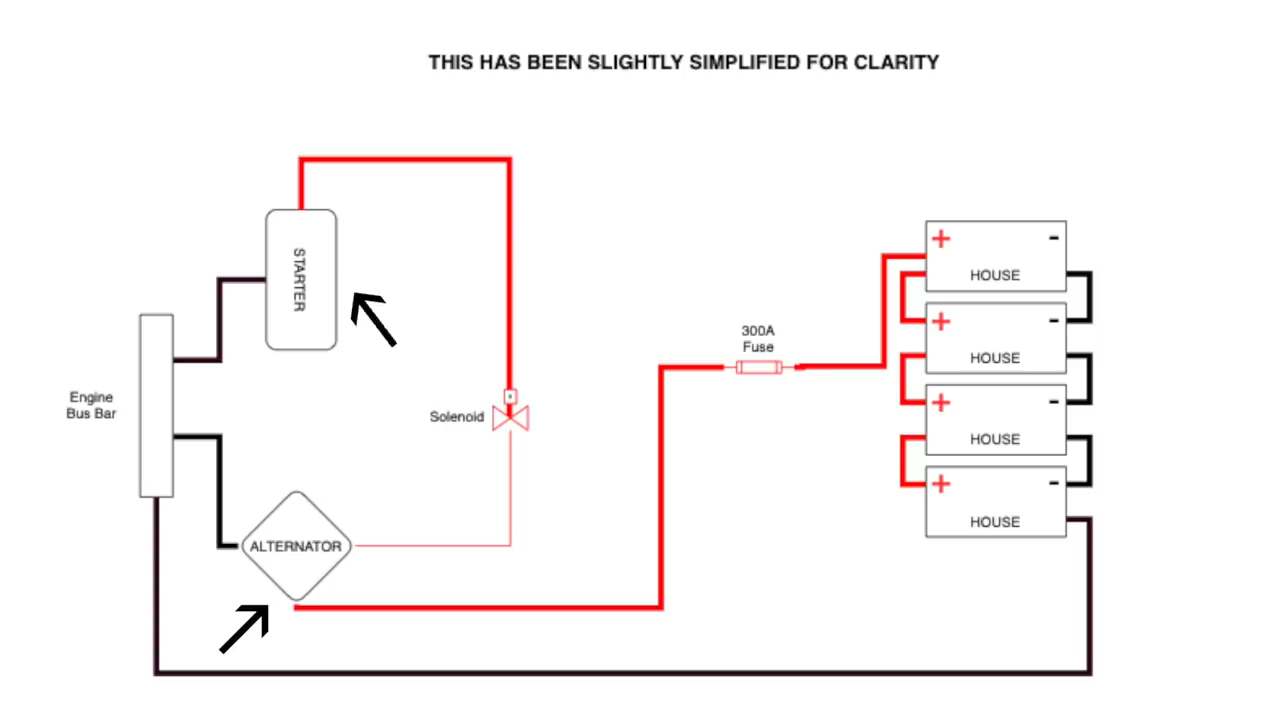 THIS HAS BEEN SLIGHTLY SIMPLIFIED FOR CLARITY
STARTER
Engine
Bus Bar
Solenoid
ALTERNATOR
300A
Fuse
+ -
HOUSE
+ -
HOUSE
+ -
HOUSE
+ -
HOUSE